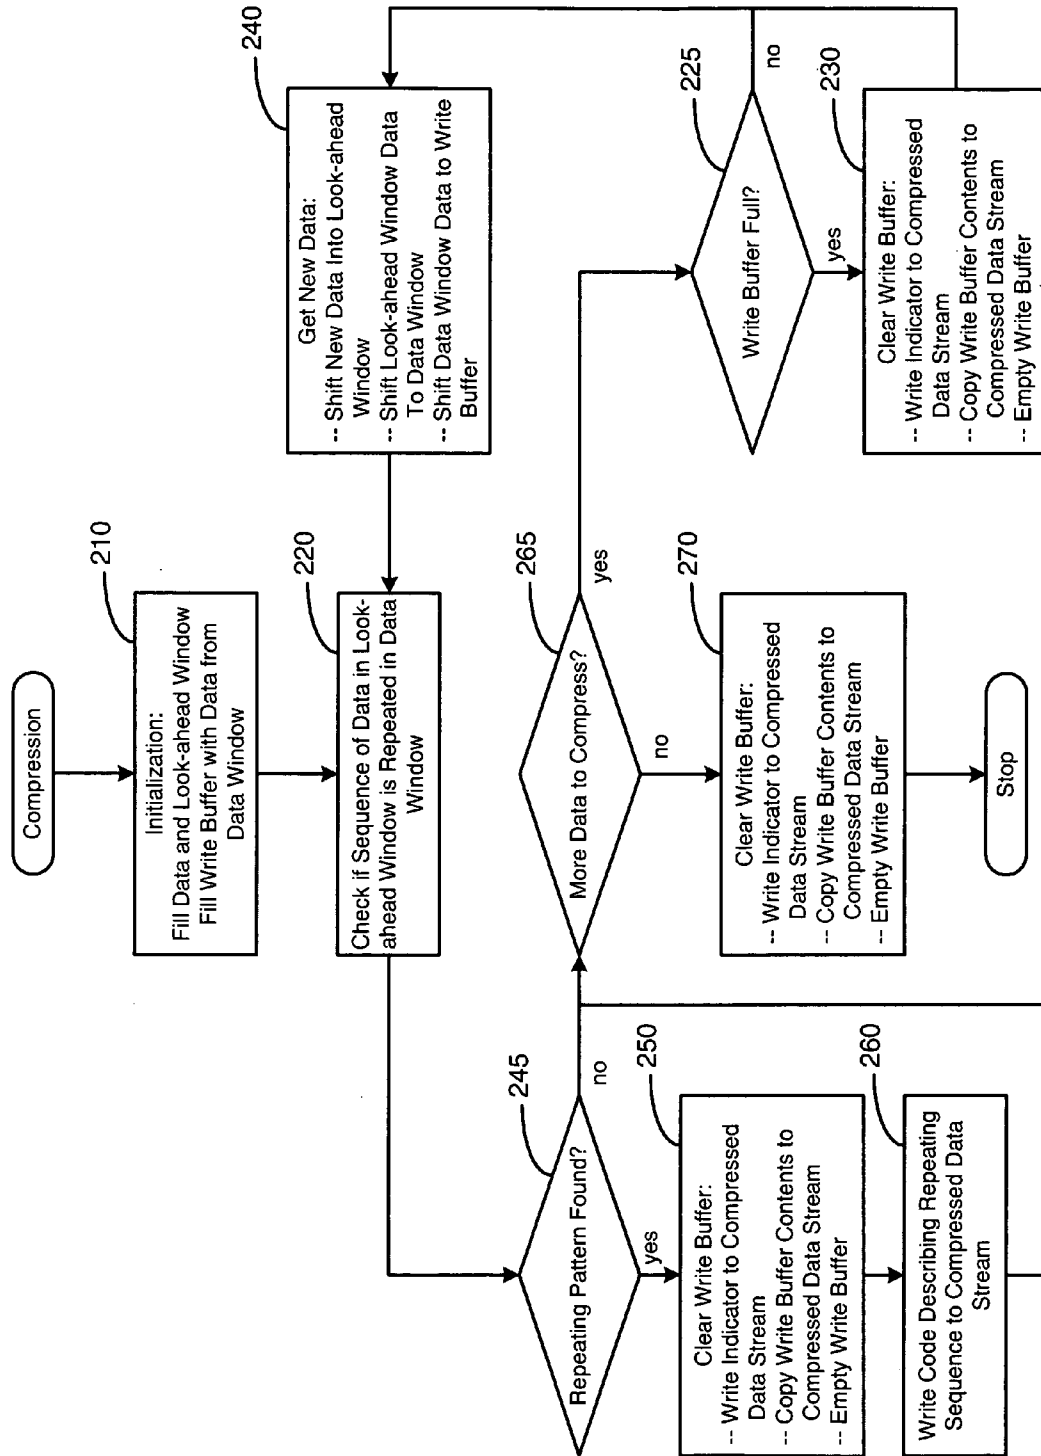 Compression
210
Initialization:
Fill Data and Look-ahead Window
Fill Write Buffer with Data from
Data Window
220
Check if Sequence of Data in Look-
ahead Window is Repeated in Data
Window
240
Get New Data:
-- Shift New Data Into Look-ahead
Window
-- Shift Look-ahead Window Data
To Data Window
-- Shift Data Window Data to Write
Buffer
245
Repeating Pattern Found?
no
yes
250
Clear Write Buffer:
-- Write Indicator to Compressed
Data Stream
-- Copy Write Buffer Contents to
Compressed Data Stream
-- Empty Write Buffer
260
Write Code Describing Repeating
Sequence to Compressed Data
Stream
265
More Data to Compress?
yes
no
270
Clear Write Buffer:
-- Write Indicator to Compressed
Data Stream
-- Copy Write Buffer Contents to
Compressed Data Stream
-- Empty Write Buffer
Stop
225
Write Buffer Full?
no
yes
230
Clear Write Buffer:
-- Write Indicator to Compressed
Data Stream
-- Copy Write Buffer Contents to
Compressed Data Stream
-- Empty Write Buffer